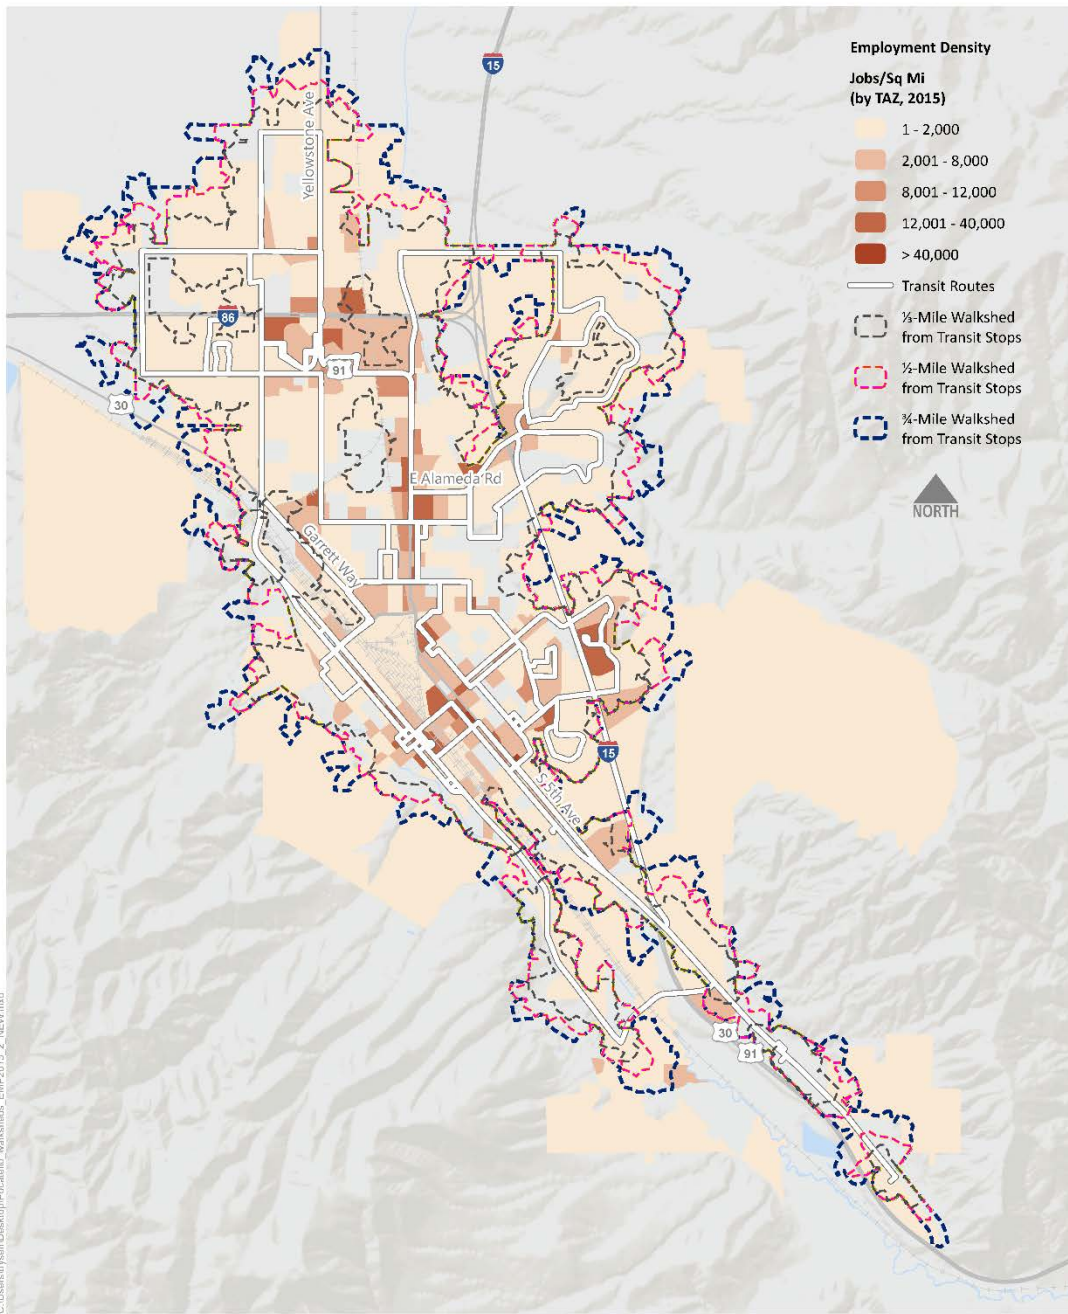 Employment Density
Jobs/Sq Mi
(by TAZ, 2015)
1 - 2,000
2,001 - 8,000
8,001 - 12,000
12,001 - 40,000
> 40,000
Transit Routes
⅓-Mile Walkshed
from Transit Stops
½-Mile Walkshed
from Transit Stops
¾-Mile Walkshed
from Transit Stops
NORTH
15
Yellowstone Ave
86
91
30
E Alameda Rd
Garrett Way
15
S 5th Ave
30
91